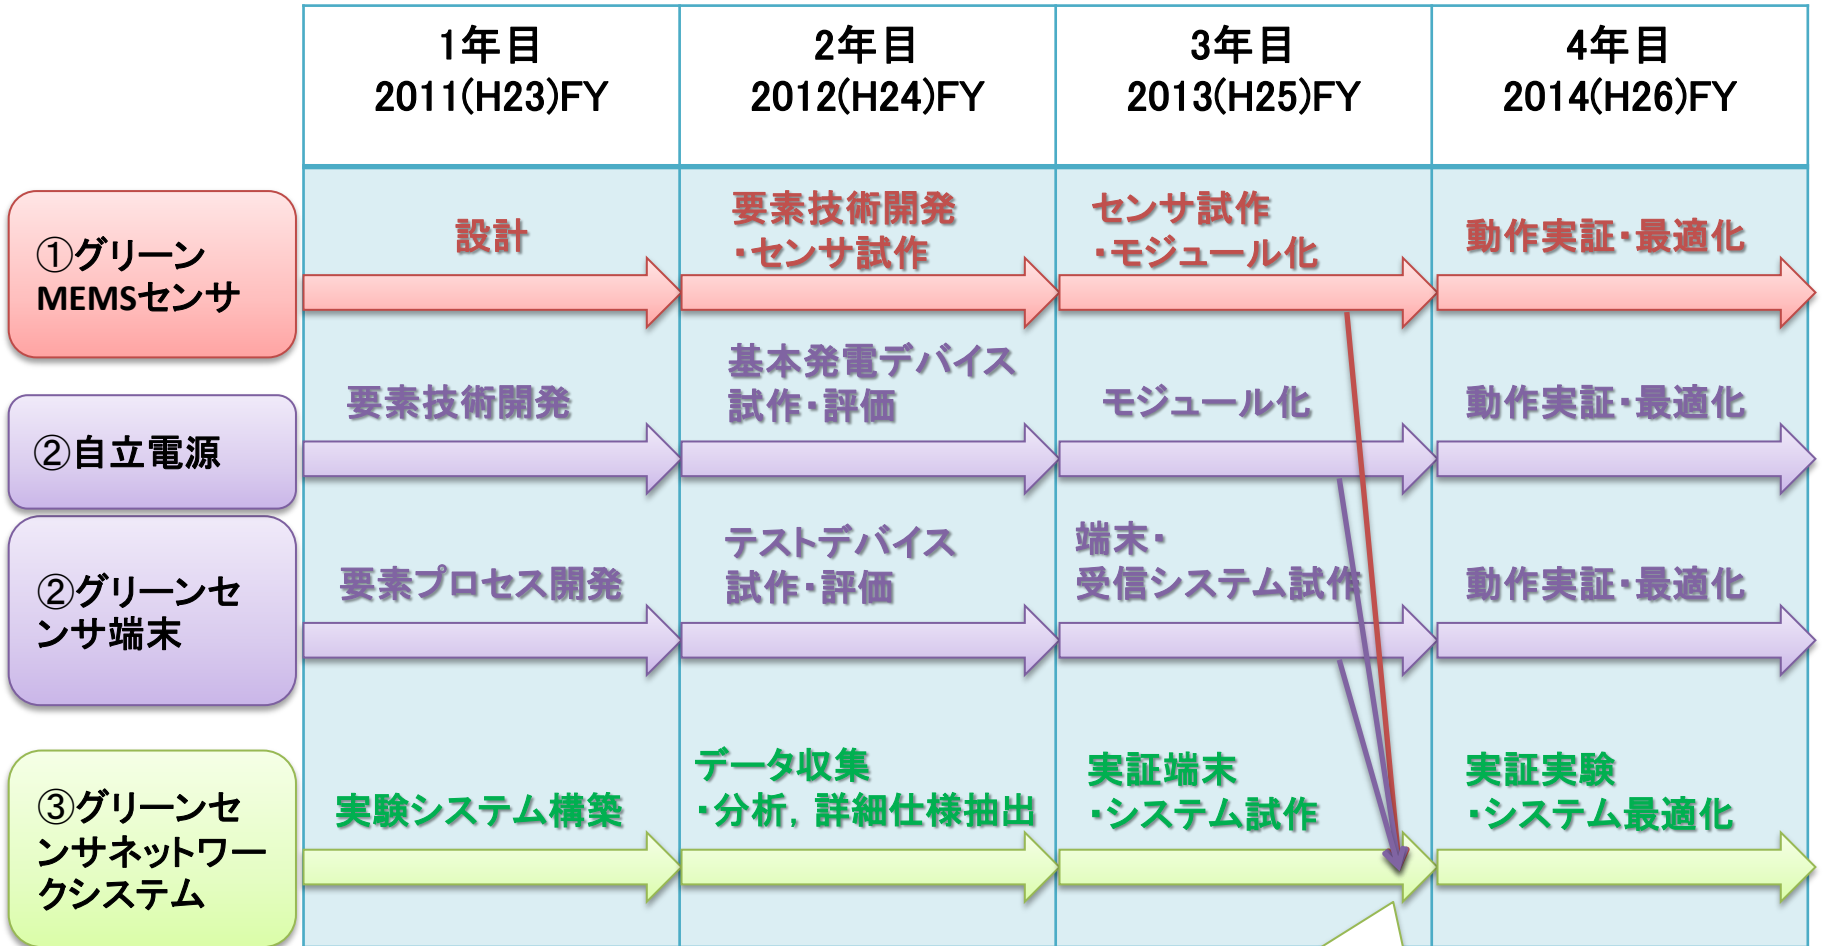 1年目
2011(H23)FY
2年目
2012(H24)FY
3年目
2013(H25)FY
4年目
2014(H26)FY
①グリーン
MEMSセンサ
設計
要素技術開発
・センサ試作
センサ試作
・モジュール化
動作実証・最適化
②自立電源
要素技術開発
基本発電デバイス
試作・評価
モジュール化
動作実証・最適化
②グリーンセ
ンサ端末
要素プロセス開発
テストデバイス
試作・評価
端末・
受信システム試作
動作実証・最適化
③グリーンセ
ンサネットワー
クシステム
実験システム構築
データ収集
・分析，詳細仕様抽出
実証端末
・システム試作
実証実験
・システム最適化